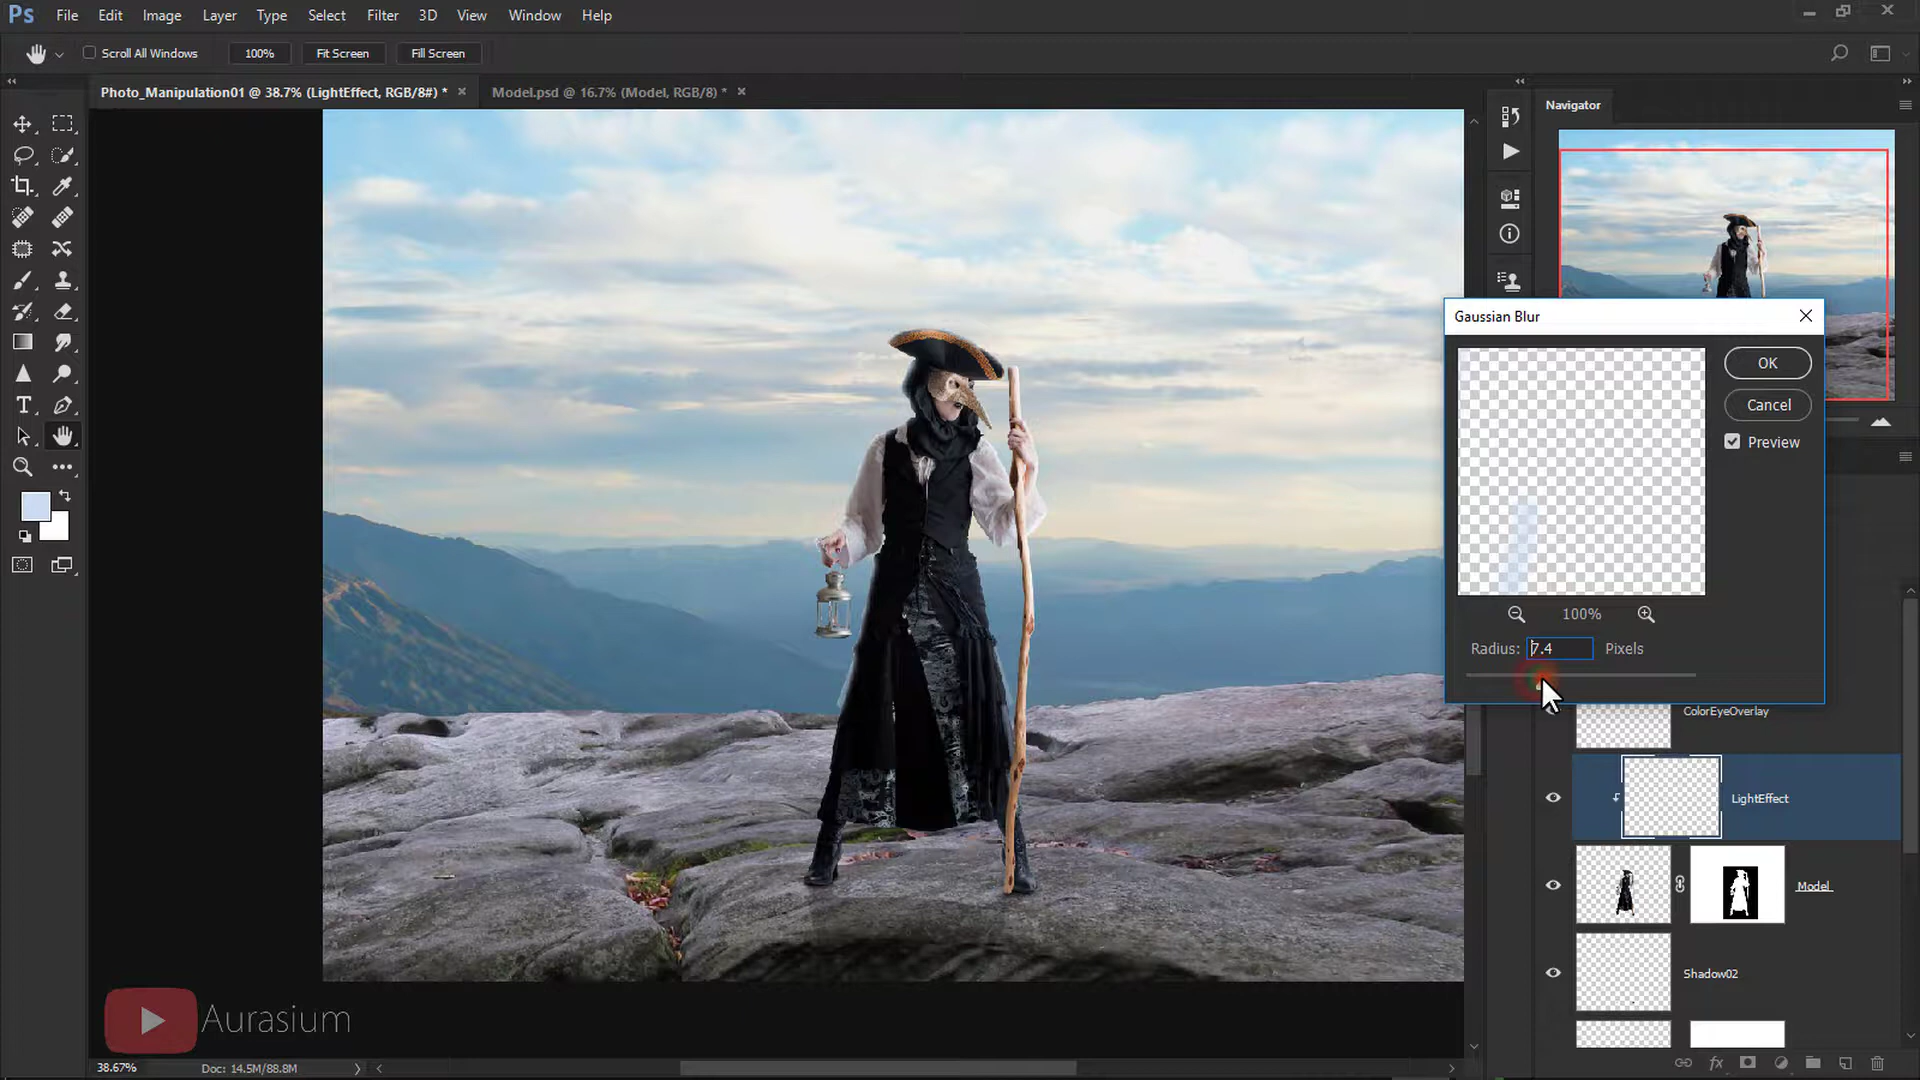 Ps File Edit Image Layer Type Select Filter 3D View Window Help
Scroll All Windows 100% Fit Screen Fill Screen
Photo_Manipulation01 @ 38.7% (LightEffect, RGB/8#) * × Model.psd @ 16.7% (Model, RGB/8) * ×
Navigator
Gaussian Blur
OK
Cancel
Preview
100%
Radius: 7.4 Pixels
ColorEyeOverlay
LightEffect
Model
Shadow02
Aurasium
38.67% Doc: 14.5M/88.8M
fx